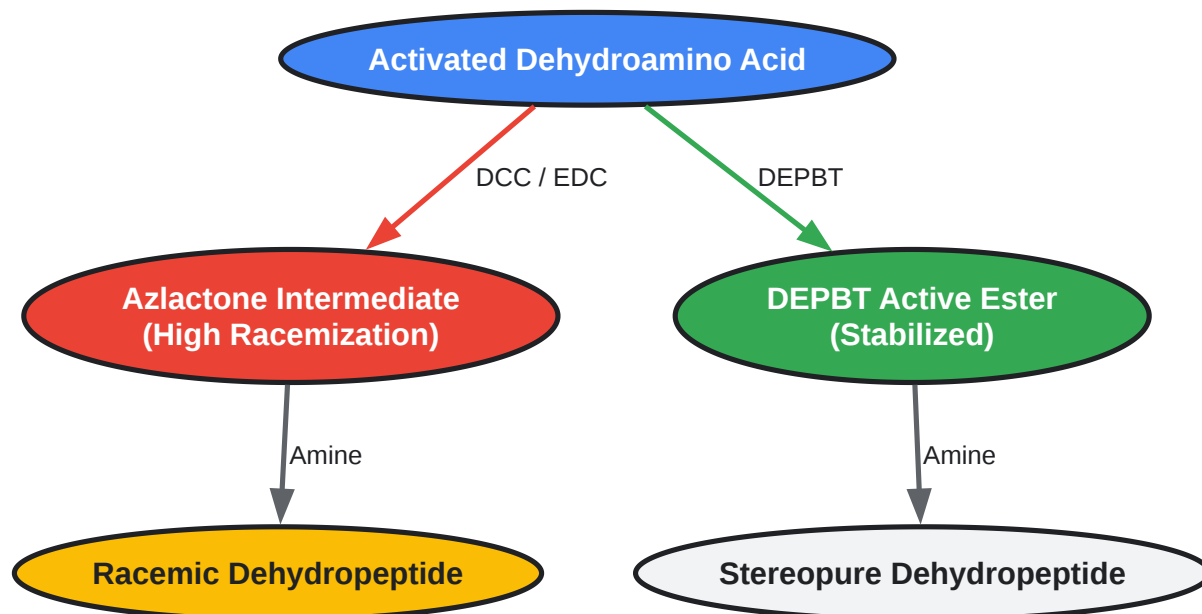 Activated Dehydroamino Acid
DCC / EDC
DEPBT
Azlactone Intermediate
(High Racemization)
DEPBT Active Ester
(Stabilized)
Amine
Amine
Racemic Dehydropeptide
Stereopure Dehydropeptide